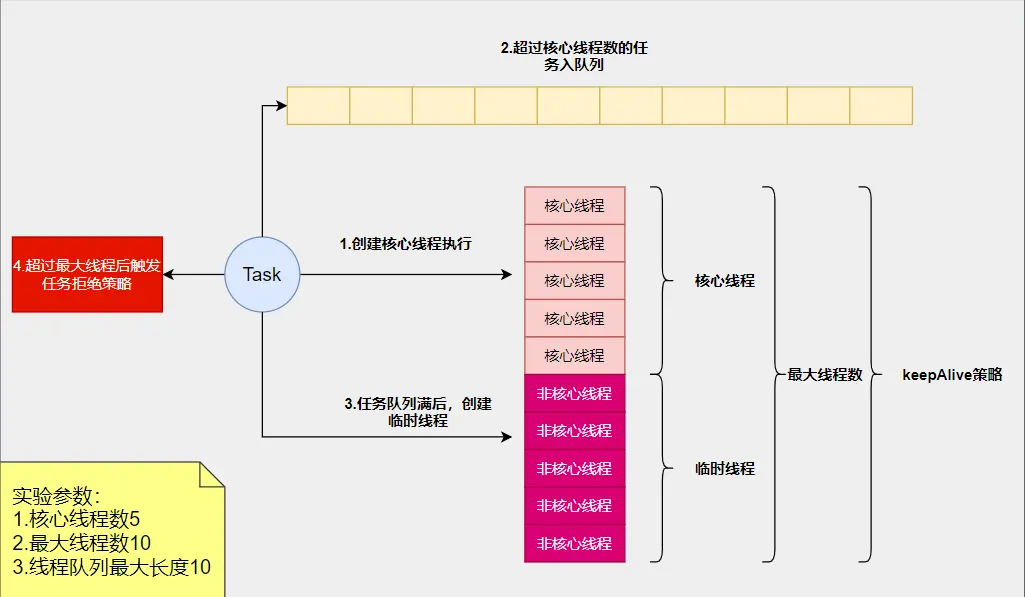 2.超过核心线程数的任
务入队列
1.创建核心线程执行
4.超过最大线程后触发
任务拒绝策略
Task
3.任务队列满后，创建
临时线程
核心线程
核心线程
核心线程
核心线程
核心线程
非核心线程
非核心线程
非核心线程
非核心线程
非核心线程
核心线程
临时线程
最大线程数
keepAlive策略
实验参数：
1.核心线程数5
2.最大线程数10
3.线程队列最大长度10